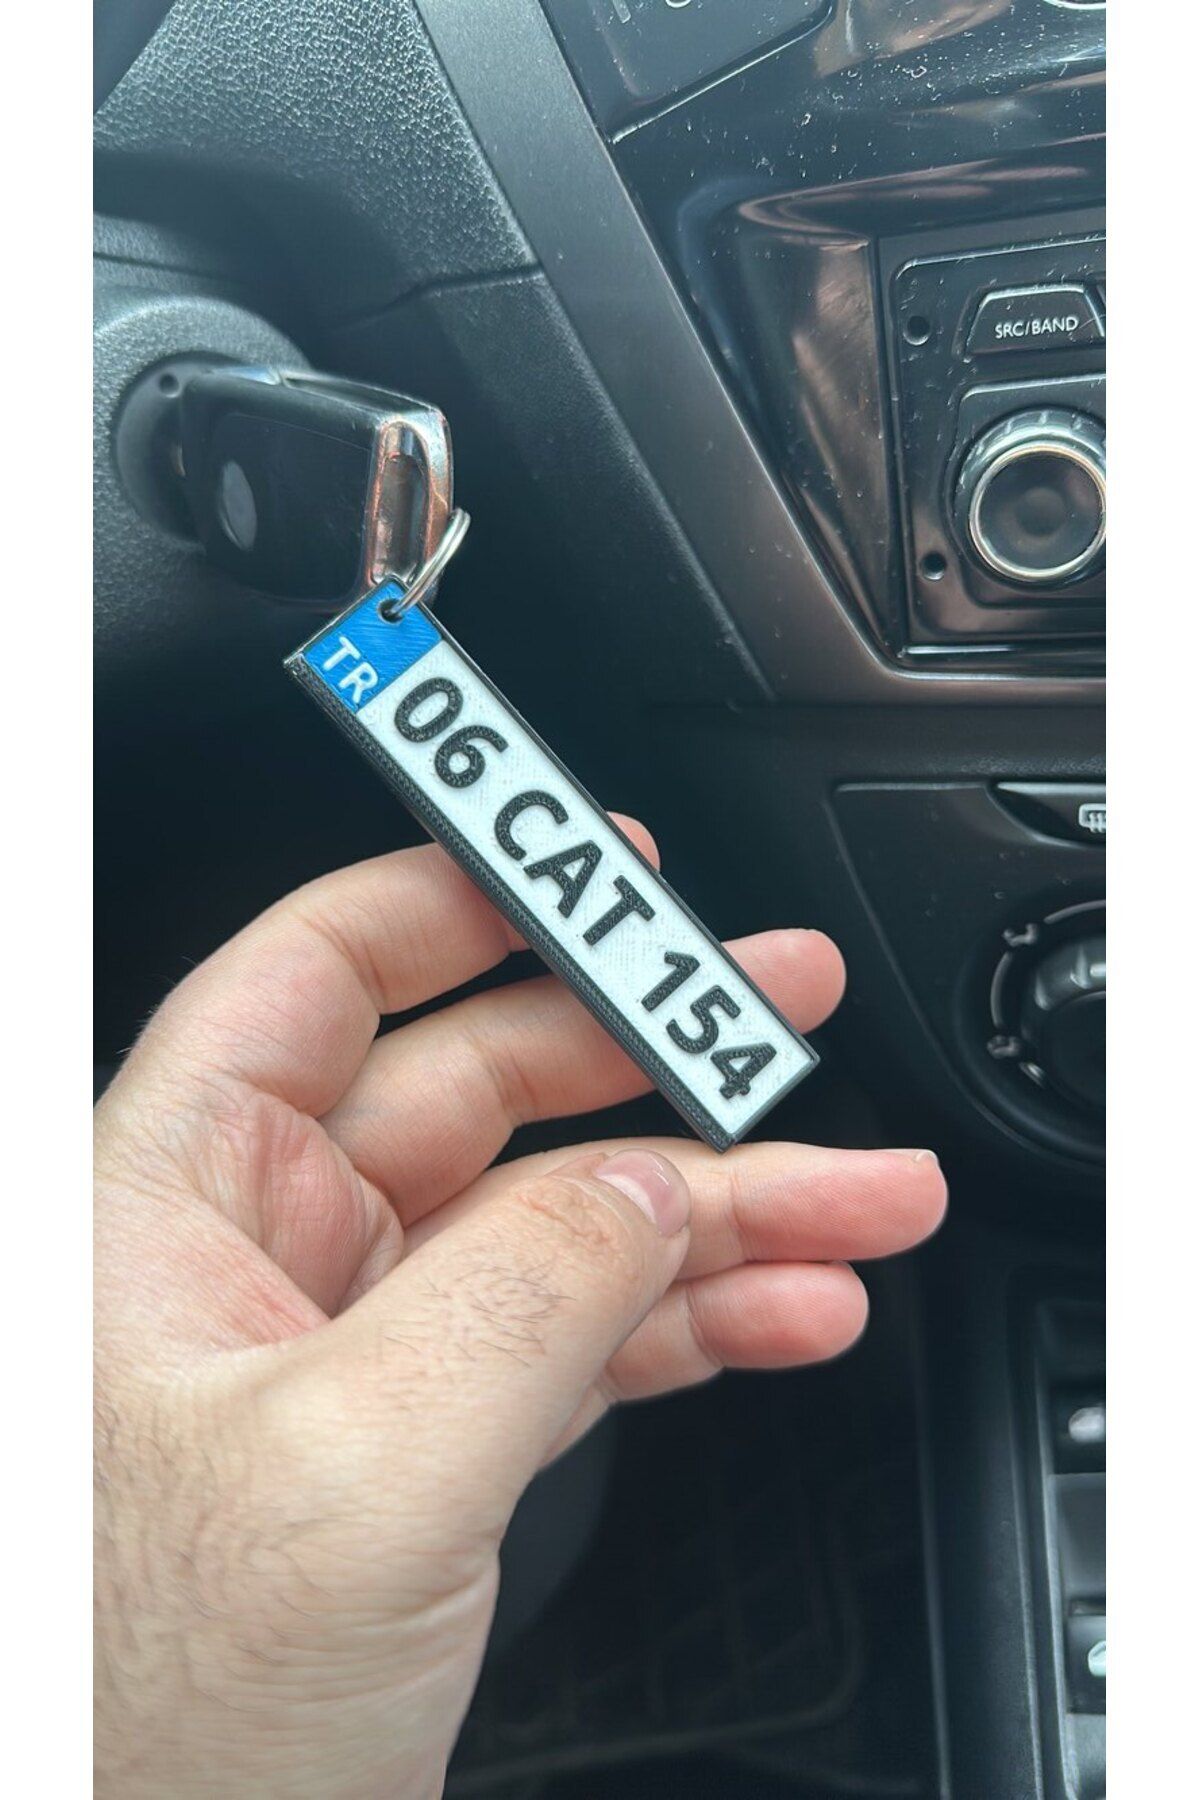 SRC/BAND
TR
06 CAT 154